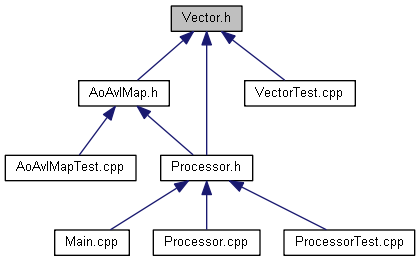 Vector.h
AoAvlMap.h
VectorTest.cpp
AoAvlMapTest.cpp
Processor.h
Main.cpp
Processor.cpp
ProcessorTest.cpp